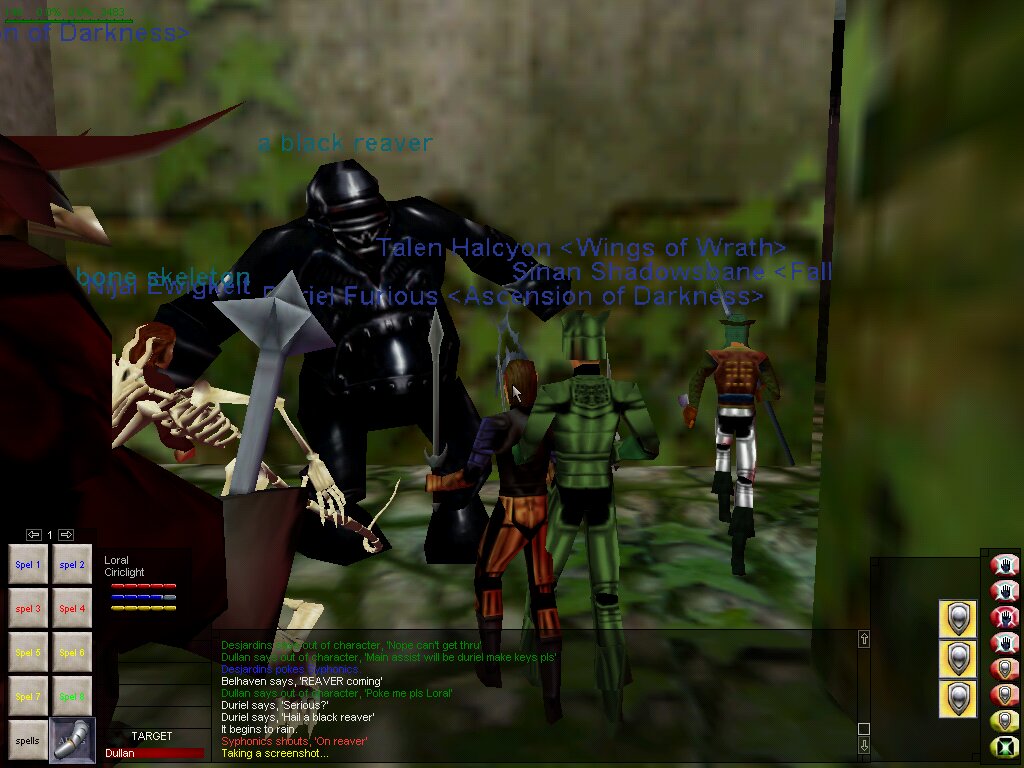 on of Darkness>
a black reaver
Talen Halcyon <Wings of Wrath>
Sinan Shadowsbane <Fall
bone skeleton
Duriel Furious <Ascension of Darkness>
1
Spel 1 spel 2
spel 3 Spel 4
Spel 5 Spel 6
Spel 7 Spel 8
spells
Loral
Ciriclight
TARGET
Dullan
out of character, 'Nope can't get thru'
Dullan says out of character, 'Main assist will be duriel make keys pls'
Desjardins pokes Syphonics
Belhaven says, 'REAVER coming'
Dullan says out of character, 'Poke me pls Loral'
Duriel says, 'Serious?'
Duriel says, 'Hail a black reaver'
It begins to rain..
Syphonics shouts, 'On reaver'
Taking a screenshot...